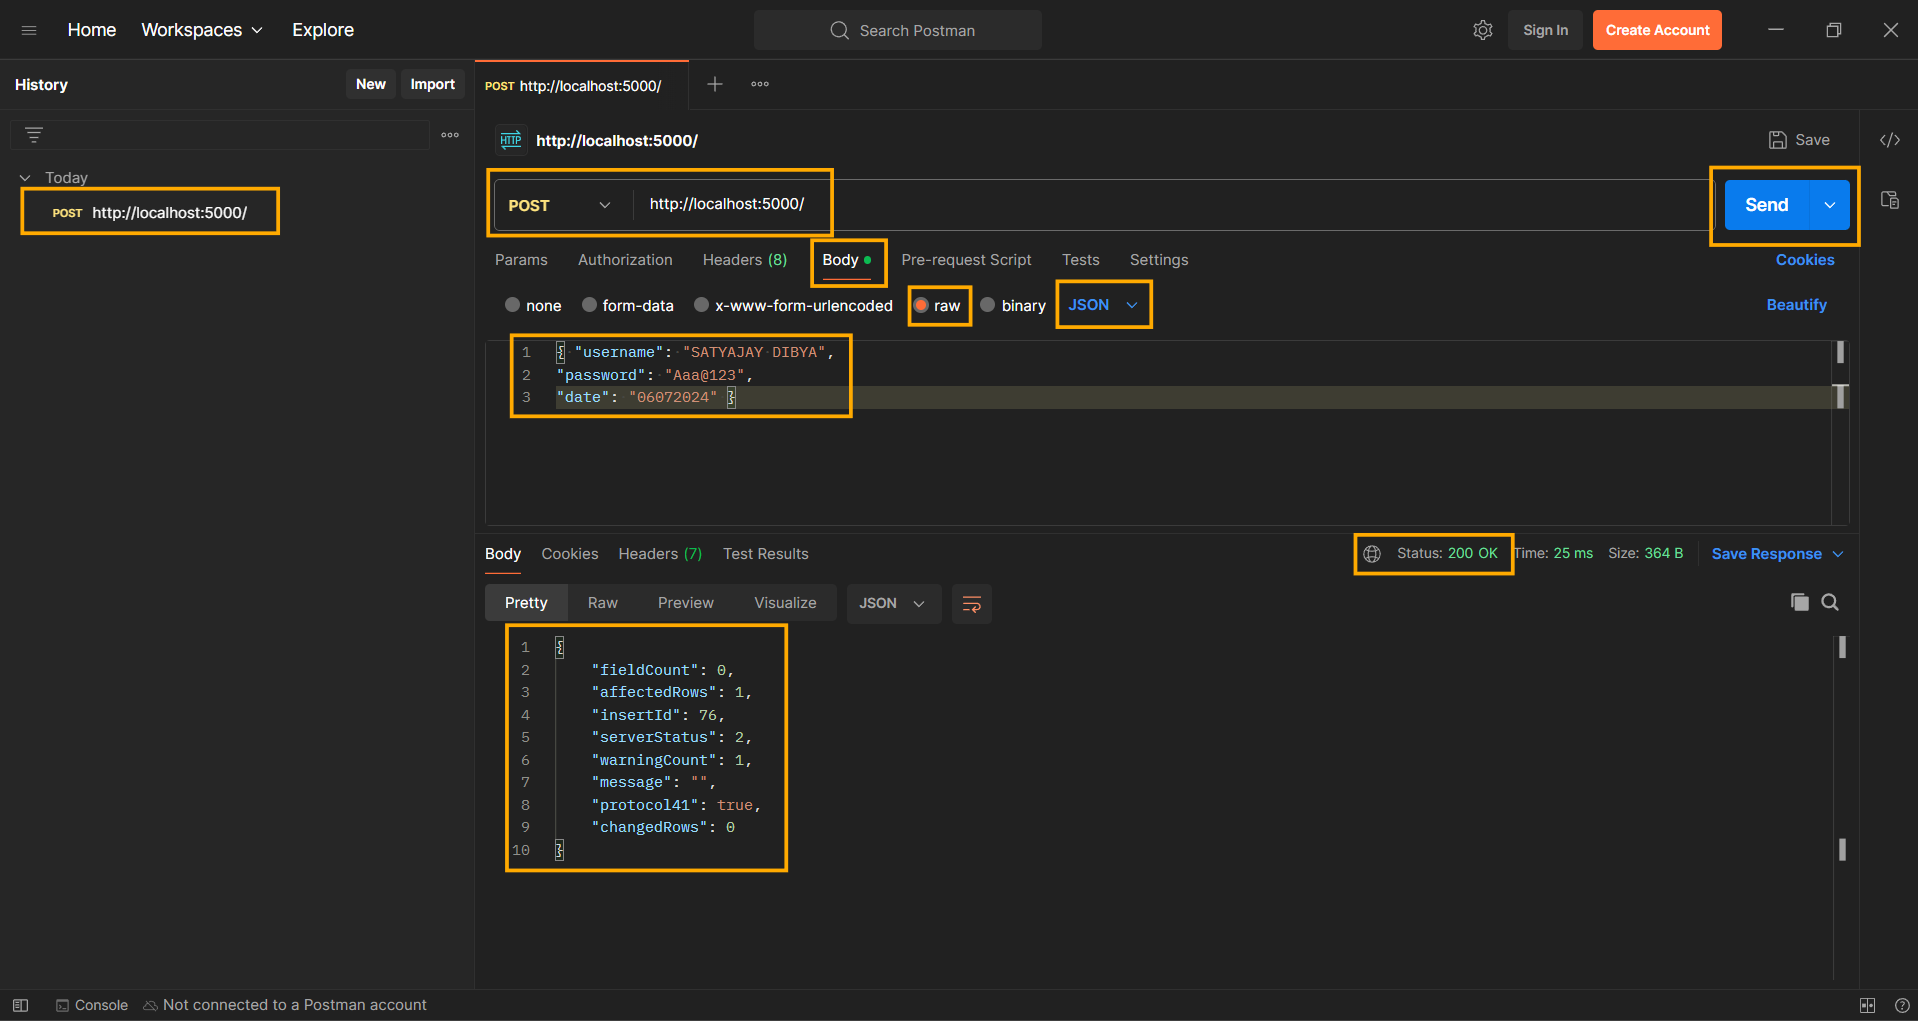 Home Workspaces Explore Search Postman Sign In Create Account
History New Import
POST http://localhost:5000/
HTTP http://localhost:5000/ Save
Today
POST http://localhost:5000/
POST http://localhost:5000/ Send
Params Authorization Headers (8) Body Pre-request Script Tests Settings Cookies
none form-data x-www-form-urlencoded raw binary JSON Beautify
1 { "username": "SATYAJAY DIBYA",
2 "password": "Aaa@123",
3 "date": "06072024" }
Body Cookies Headers (7) Test Results Status: 200 OK Time: 25 ms Size: 364 B Save Response
Pretty Raw Preview Visualize JSON
1 {
2 "fieldCount": 0,
3 "affectedRows": 1,
4 "insertId": 76,
5 "serverStatus": 2,
6 "warningCount": 1,
7 "message": "",
8 "protocol41": true,
9 "changedRows": 0
10 }
Console Not connected to a Postman account